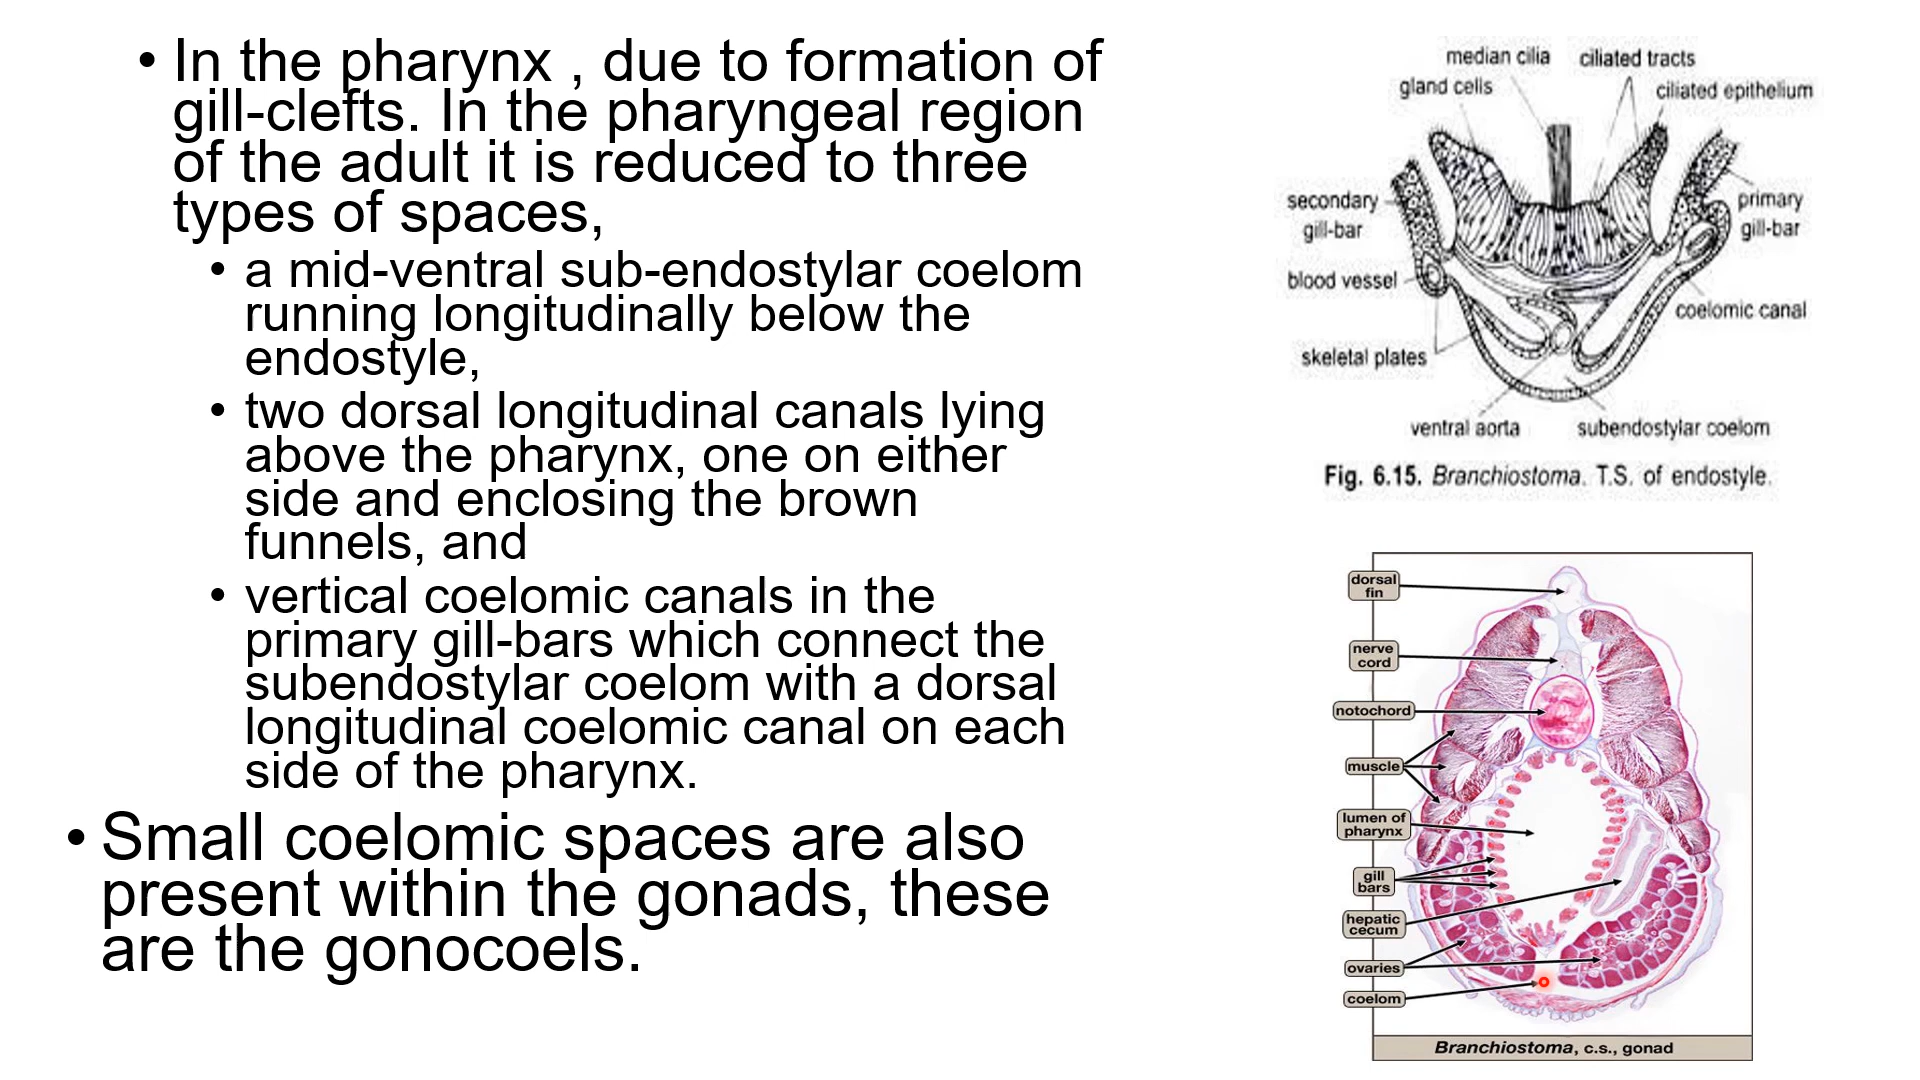 • In the pharynx , due to formation of
gill-clefts. In the pharyngeal region
of the adult it is reduced to three
types of spaces,
• a mid-ventral sub-endostylar coelom
running longitudinally below the
endostyle,
• two dorsal longitudinal canals lying
above the pharynx, one on either
side and enclosing the brown
funnels, and
• vertical coelomic canals in the
primary gill-bars which connect the
subendostylar coelom with a dorsal
longitudinal coelomic canal on each
side of the pharynx.
• Small coelomic spaces are also
present within the gonads, these
are the gonocoels.
median cilia
ciliated tracts
gland cells
ciliated epithelium
secondary
gill-bar
primary
gill-bar
blood vessel
coelomic canal
skeletal plates
ventral aorta
subendostylar coelom
Fig. 6.15. Branchiostoma. T.S. of endostyle.
dorsal
fin
nerve
cord
notochord
muscle
lumen of
pharynx
gill
bars
hepatic
cecum
ovaries
coelom
Branchiostoma, c.s., gonad